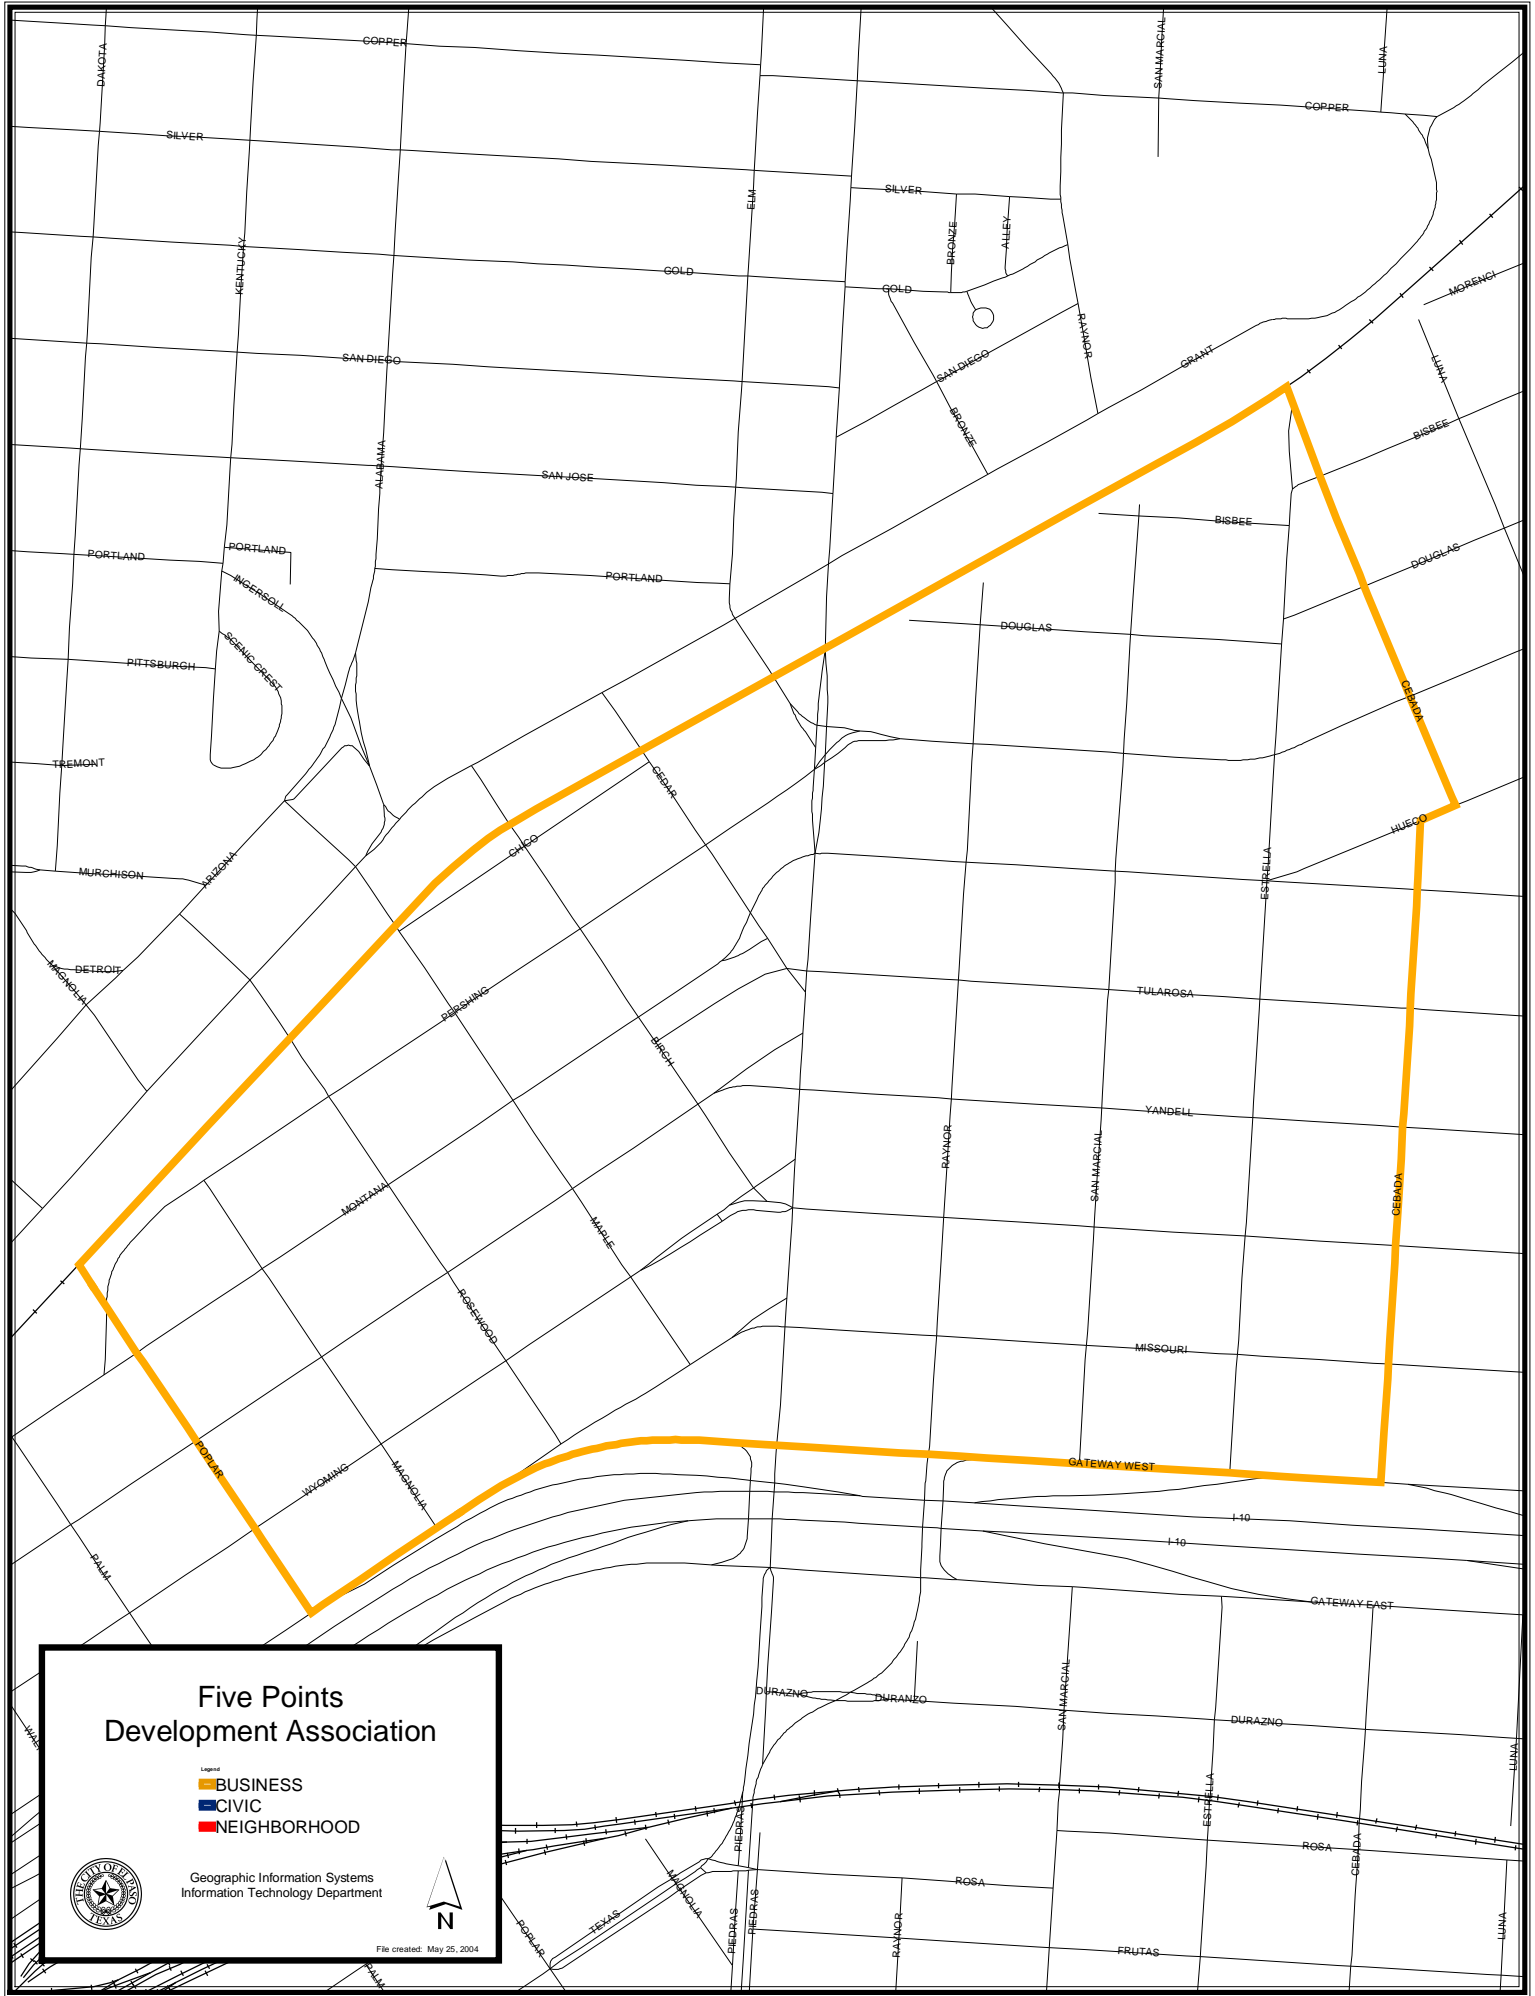 COPPER
DAKOTA
SAN MARCIAL
LUNA
COPPER
SILVER
SILVER
ELM
BRONZE
ALLEY
KENTUCKY
GOLD
GOLD
MORENCI
RAYNOR
SAN DIEGO
SAN DIEGO
GRANT
LUNA
BRONZE
BISBEE
ALABAMA
SAN JOSE
BISBEE
PORTLAND
PORTLAND
PORTLAND
DOUGLAS
INGERSOLL
DOUGLAS
SCENIC CREST
PITTSBURGH
CEBADA
TREMONT
CEDAR
HUECO
CHICO
MURCHISON
ARIZONA
ESTRELLA
DETROIT
MAGNOLIA
TULAROSA
PERSHING
BIRCH
YANDELL
RAYNOR
SAN MARCIAL
MONTANA
CEBADA
MAPLE
ROSEWOOD
MISSOURI
POPLAR
GATEWAY WEST
WYOMING
MAGNOLIA
I-10
I-10
PALM
GATEWAY EAST
SAN MARCIAL
DURAZNO
DURANZO
DURAZNO
LUNA
ESTRELLA
PIEDRAS
ROSA
CEBADA
ROSA
MAGNOLIA
TEXAS
PIEDRAS
PIEDRAS
RAYNOR
LUNA
POPLAR
FRUTAS
PALM
Five Points
Development Association
Legend
BUSINESS
CIVIC
NEIGHBORHOOD
THE CITY OF EL PASO
TEXAS
Geographic Information Systems
Information Technology Department
N
File created: May 25, 2004